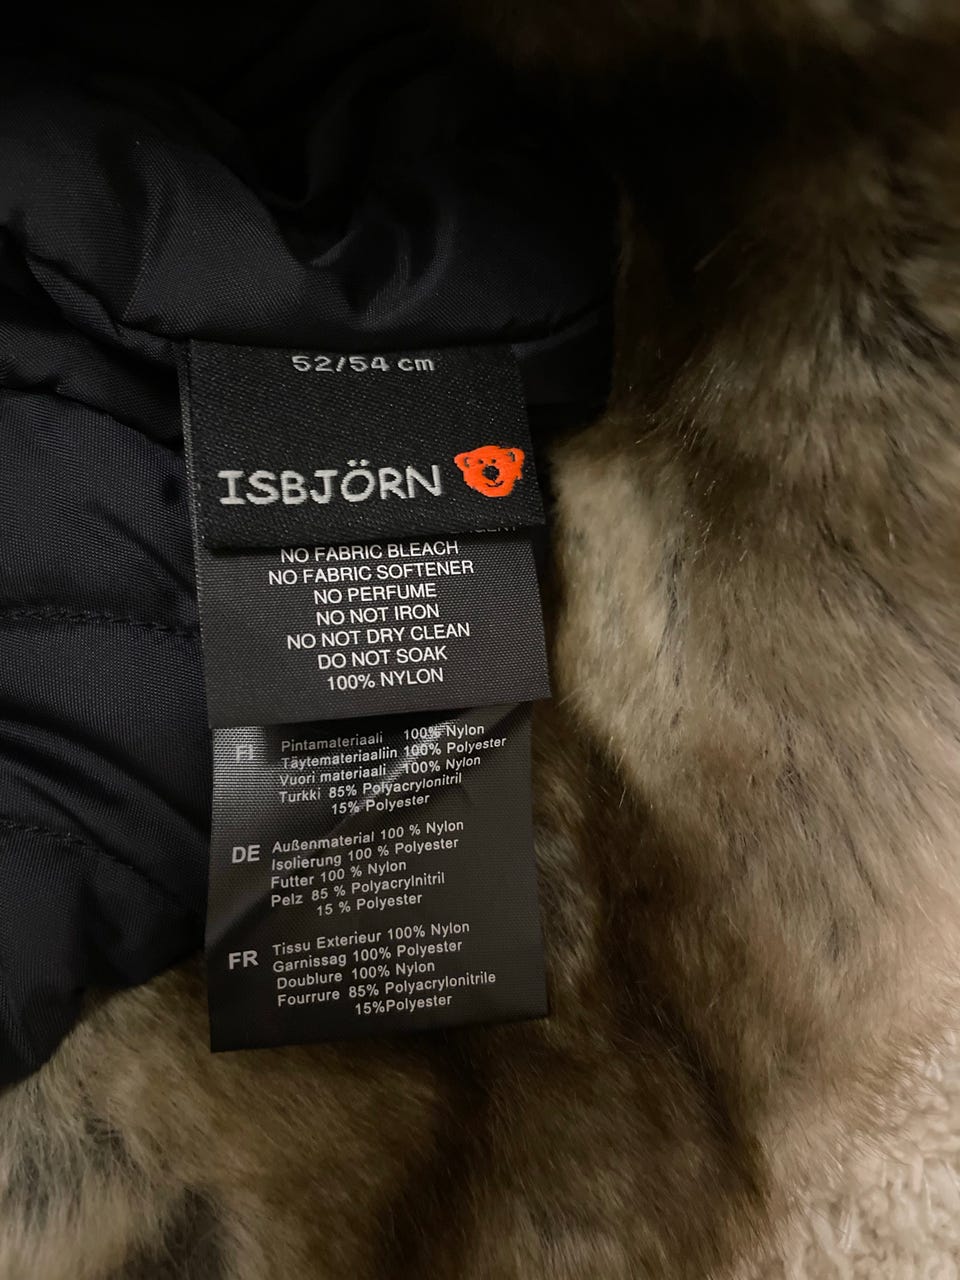 52/54 cm
ISBJÖRN
NO FABRIC BLEACH
NO FABRIC SOFTENER
NO PERFUME
NO NOT IRON
NO NOT DRY CLEAN
DO NOT SOAK
100% NYLON
FI Pintamateriaali 100% Nylon
Täytemateriaaliin 100% Polyester
Vuori materiaali 100% Nylon
Turkki 85% Polyacrylonitril
15% Polyester
DE Außenmaterial 100 % Nylon
Isolierung 100 % Polyester
Futter 100 % Nylon
Pelz 85 % Polyacrylnitril
15 % Polyester
FR Tissu Exterieur 100% Nylon
Garnissag 100% Polyester
Doublure 100% Nylon
Fourrure 85% Polyacrylonitrile
15%Polyester